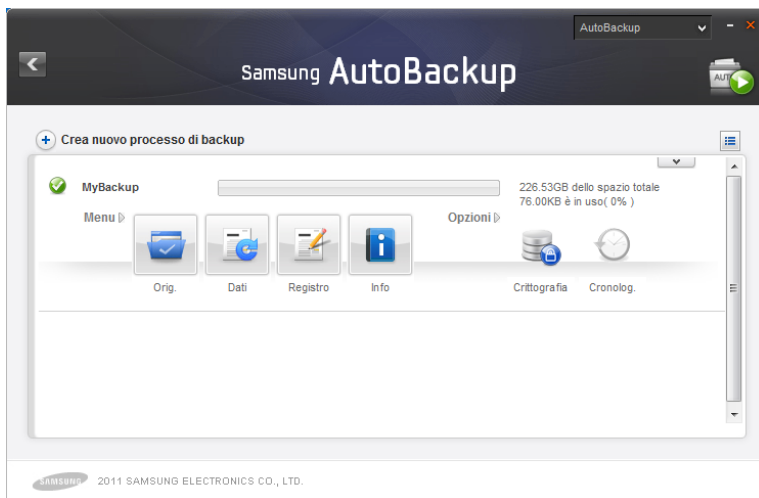 AutoBackup
Samsung AutoBackup
AUTO
Crea nuovo processo di backup
MyBackup
226.53GB dello spazio totale
76.00KB è in uso( 0% )
Menu
Opzioni
Orig.
Dati
Registro
Info
Crittografia
Cronolog.
SAMSUNG
2011 SAMSUNG ELECTRONICS CO., LTD.